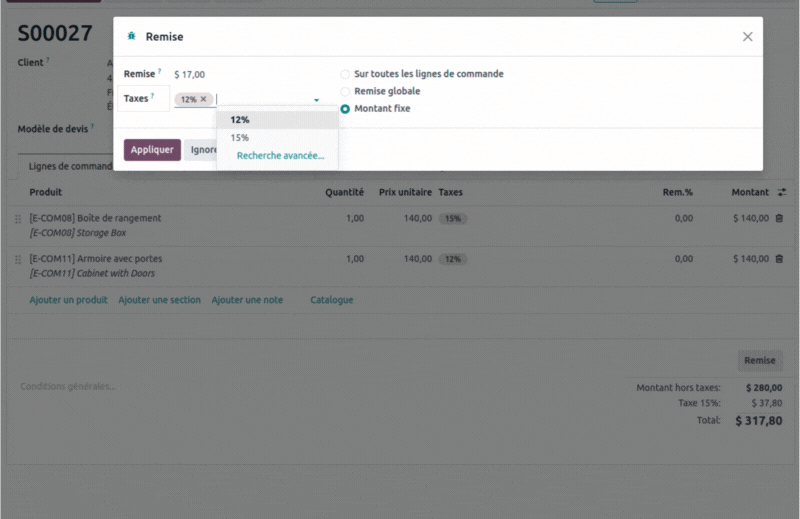 S00027
Remise
Client ?
Remise ? $ 17,00
Sur toutes les lignes de commande
Remise globale
Taxes ? 12% ×
Montant fixe
12%
15%
Recherche avancée...
Modèle de devis ?
Appliquer
Lignes de command
Produit Quantité Prix unitaire Taxes Rem.% Montant
[E-COM08] Boîte de rangement 1,00 140,00 15% 0,00 $ 140,00
[E-COM08] Storage Box
[E-COM11] Armoire avec portes 1,00 140,00 12% 0,00 $ 140,00
[E-COM11] Cabinet with Doors
Ajouter un produit Ajouter une section Ajouter une note Catalogue
Remise
Conditions générales...
Montant hors taxes: $ 280,00
Taxe 15%: $ 37,80
Total: $ 317,80